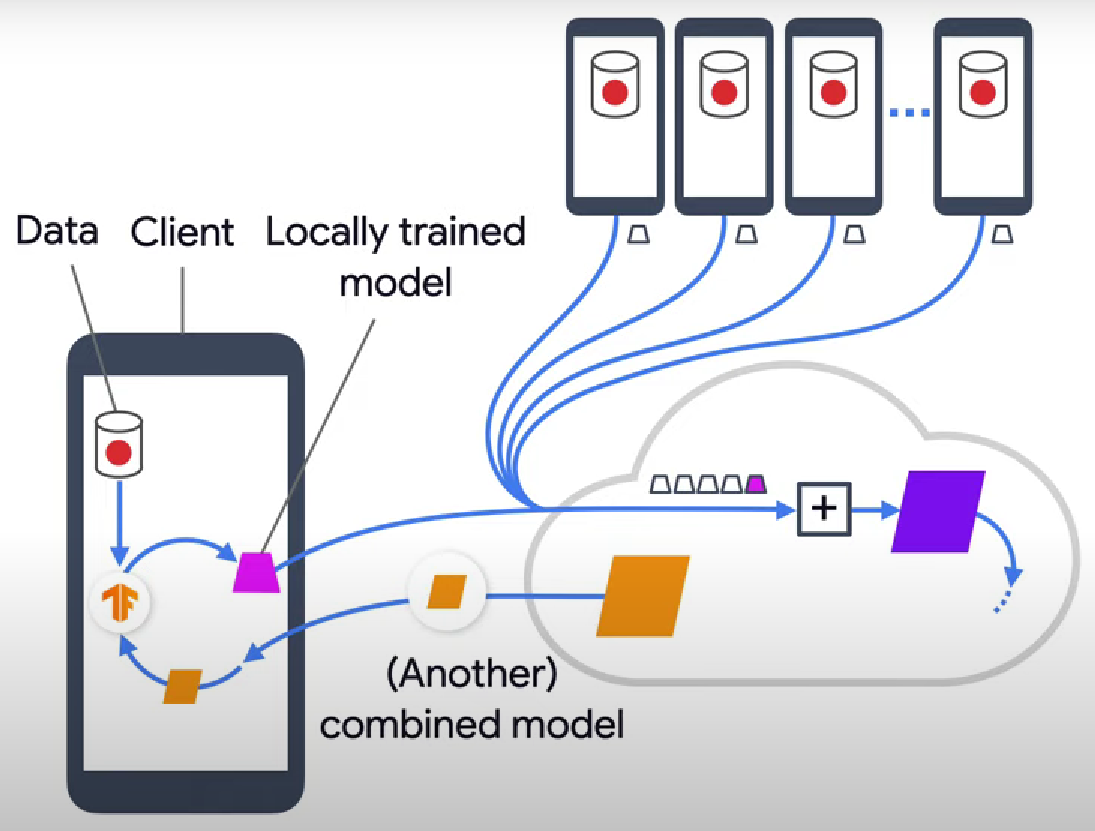 Data
Client
Locally trained
model
+
(Another)
combined model